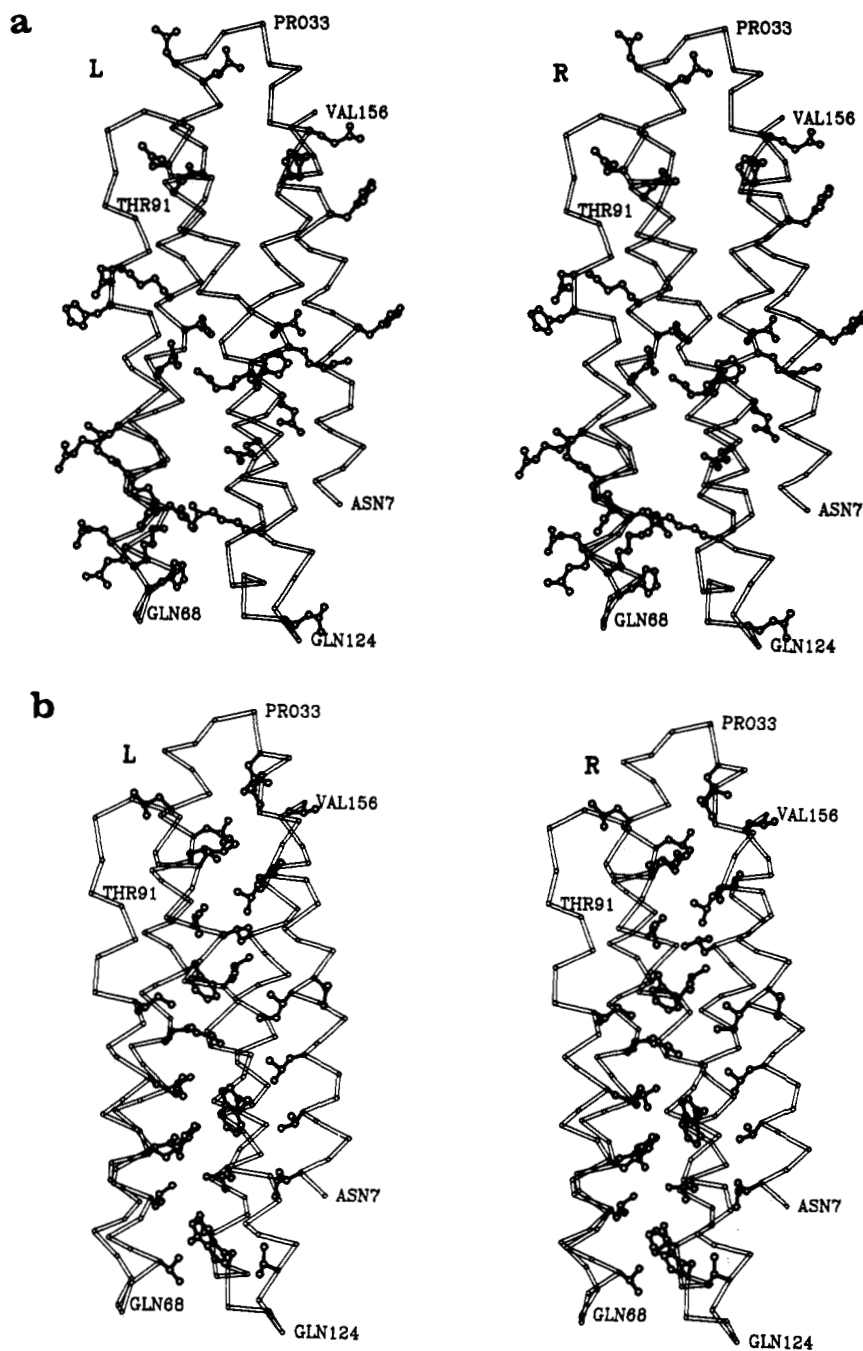 a
PRO33
PRO33
L
R
VAL156
VAL156
THR91
THR91
ASN7
ASN7
GLN68
GLN68
GLN124
GLN124
b
PRO33
PRO33
L
R
VAL156
VAL156
THR91
THR91
ASN7
ASN7
GLN68
GLN68
GLN124
GLN124